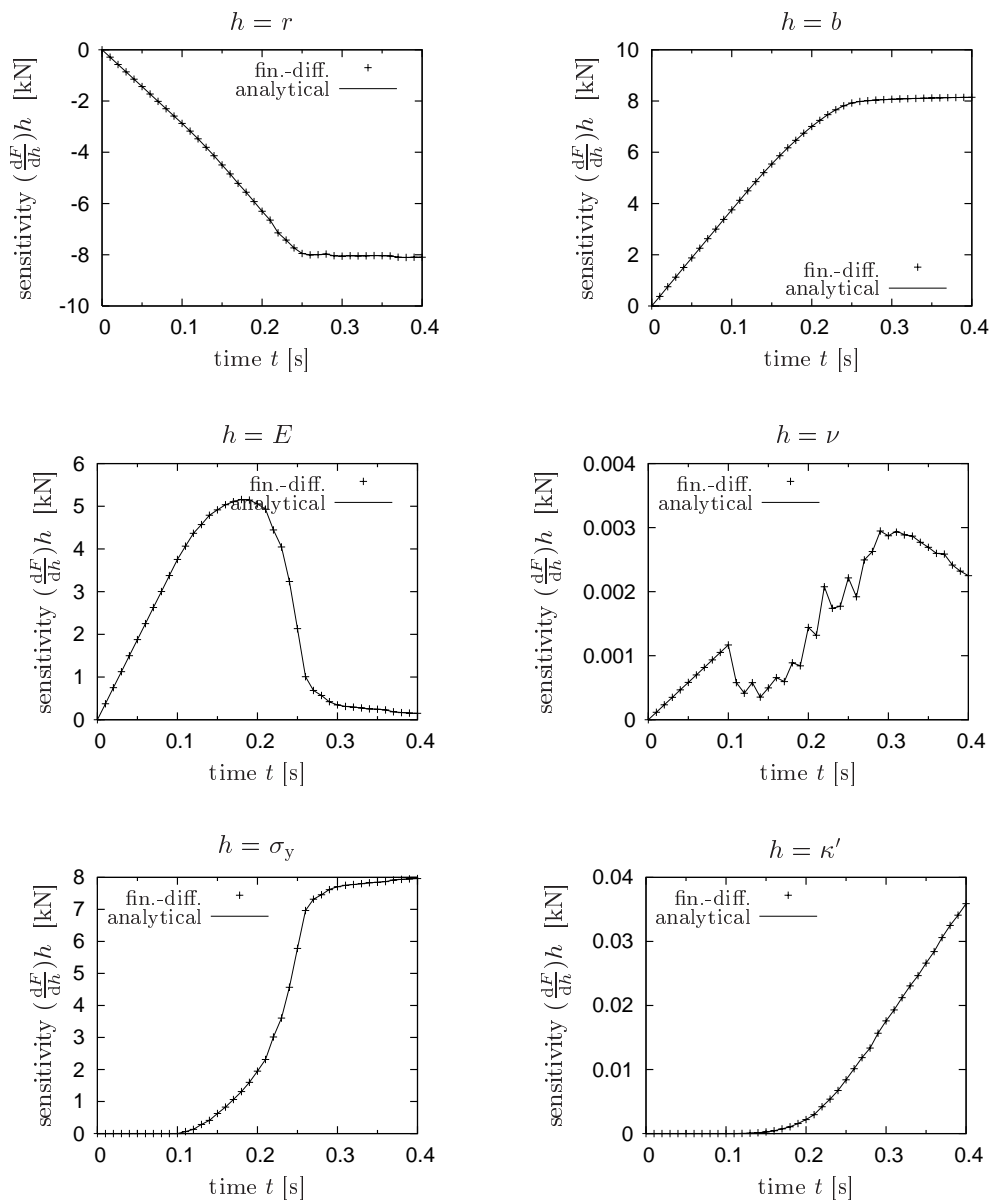 h = r
sensitivity (dF/dh)h [kN]
0
-2
-4
-6
-8
-10
fin.-diff.
analytical
0 0.1 0.2 0.3 0.4
time t [s]
h = b
sensitivity (dF/dh)h [kN]
10
8
6
4
2
0
fin.-diff.
analytical
0 0.1 0.2 0.3 0.4
time t [s]
h = E
sensitivity (dF/dh)h [kN]
6
5
4
3
2
1
0
fin.-diff.
analytical
0 0.1 0.2 0.3 0.4
time t [s]
h = ν
sensitivity (dF/dh)h [kN]
0.004
0.003
0.002
0.001
0
fin.-diff.
analytical
0 0.1 0.2 0.3 0.4
time t [s]
h = σy
sensitivity (dF/dh)h [kN]
8
7
6
5
4
3
2
1
0
fin.-diff.
analytical
0 0.1 0.2 0.3 0.4
time t [s]
h = κ′
sensitivity (dF/dh)h [kN]
0.04
0.03
0.02
0.01
0
fin.-diff.
analytical
0 0.1 0.2 0.3 0.4
time t [s]